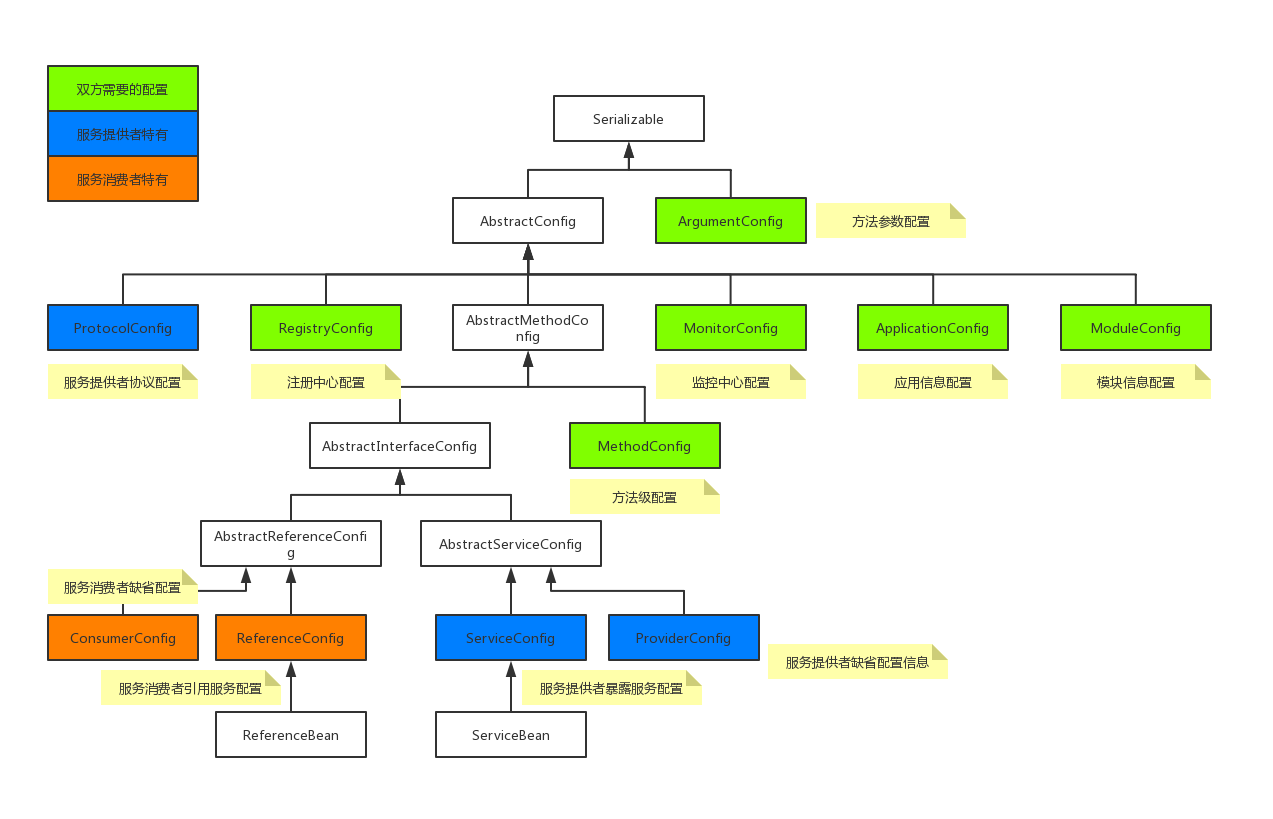 双方需要的配置
服务提供者特有
服务消费者特有
Serializable
AbstractConfig
ArgumentConfig
方法参数配置
ProtocolConfig
RegistryConfig
AbstractMethodCo
nfig
MonitorConfig
ApplicationConfig
ModuleConfig
服务提供者协议配置
注册中心配置
监控中心配置
应用信息配置
模块信息配置
AbstractInterfaceConfig
MethodConfig
方法级配置
AbstractReferenceConfi
g
AbstractServiceConfig
服务消费者缺省配置
ConsumerConfig
ReferenceConfig
ServiceConfig
ProviderConfig
服务提供者缺省配置信息
服务消费者引用服务配置
服务提供者暴露服务配置
ReferenceBean
ServiceBean